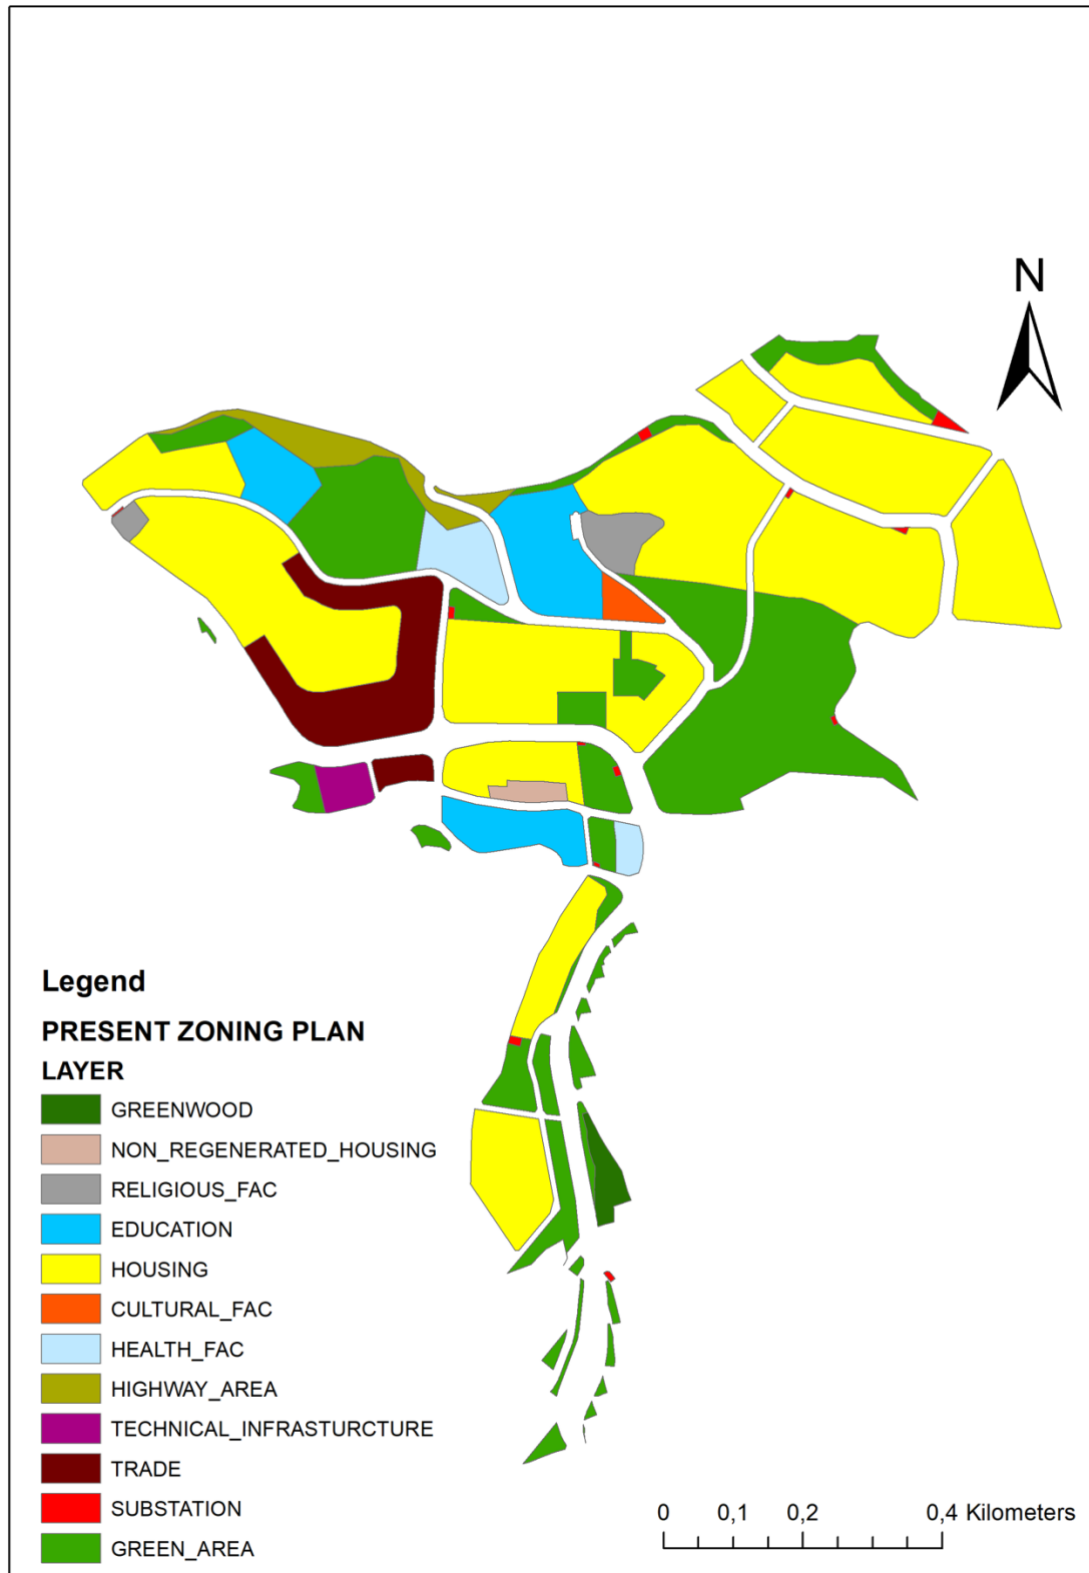 N
Legend
PRESENT ZONING PLAN
LAYER
GREENWOOD
NON_REGENERATED_HOUSING
RELIGIOUS_FAC
EDUCATION
HOUSING
CULTURAL_FAC
HEALTH_FAC
HIGHWAY_AREA
TECHNICAL_INFRASTURCTURE
TRADE
SUBSTATION
GREEN_AREA
0 0,1 0,2 0,4 Kilometers